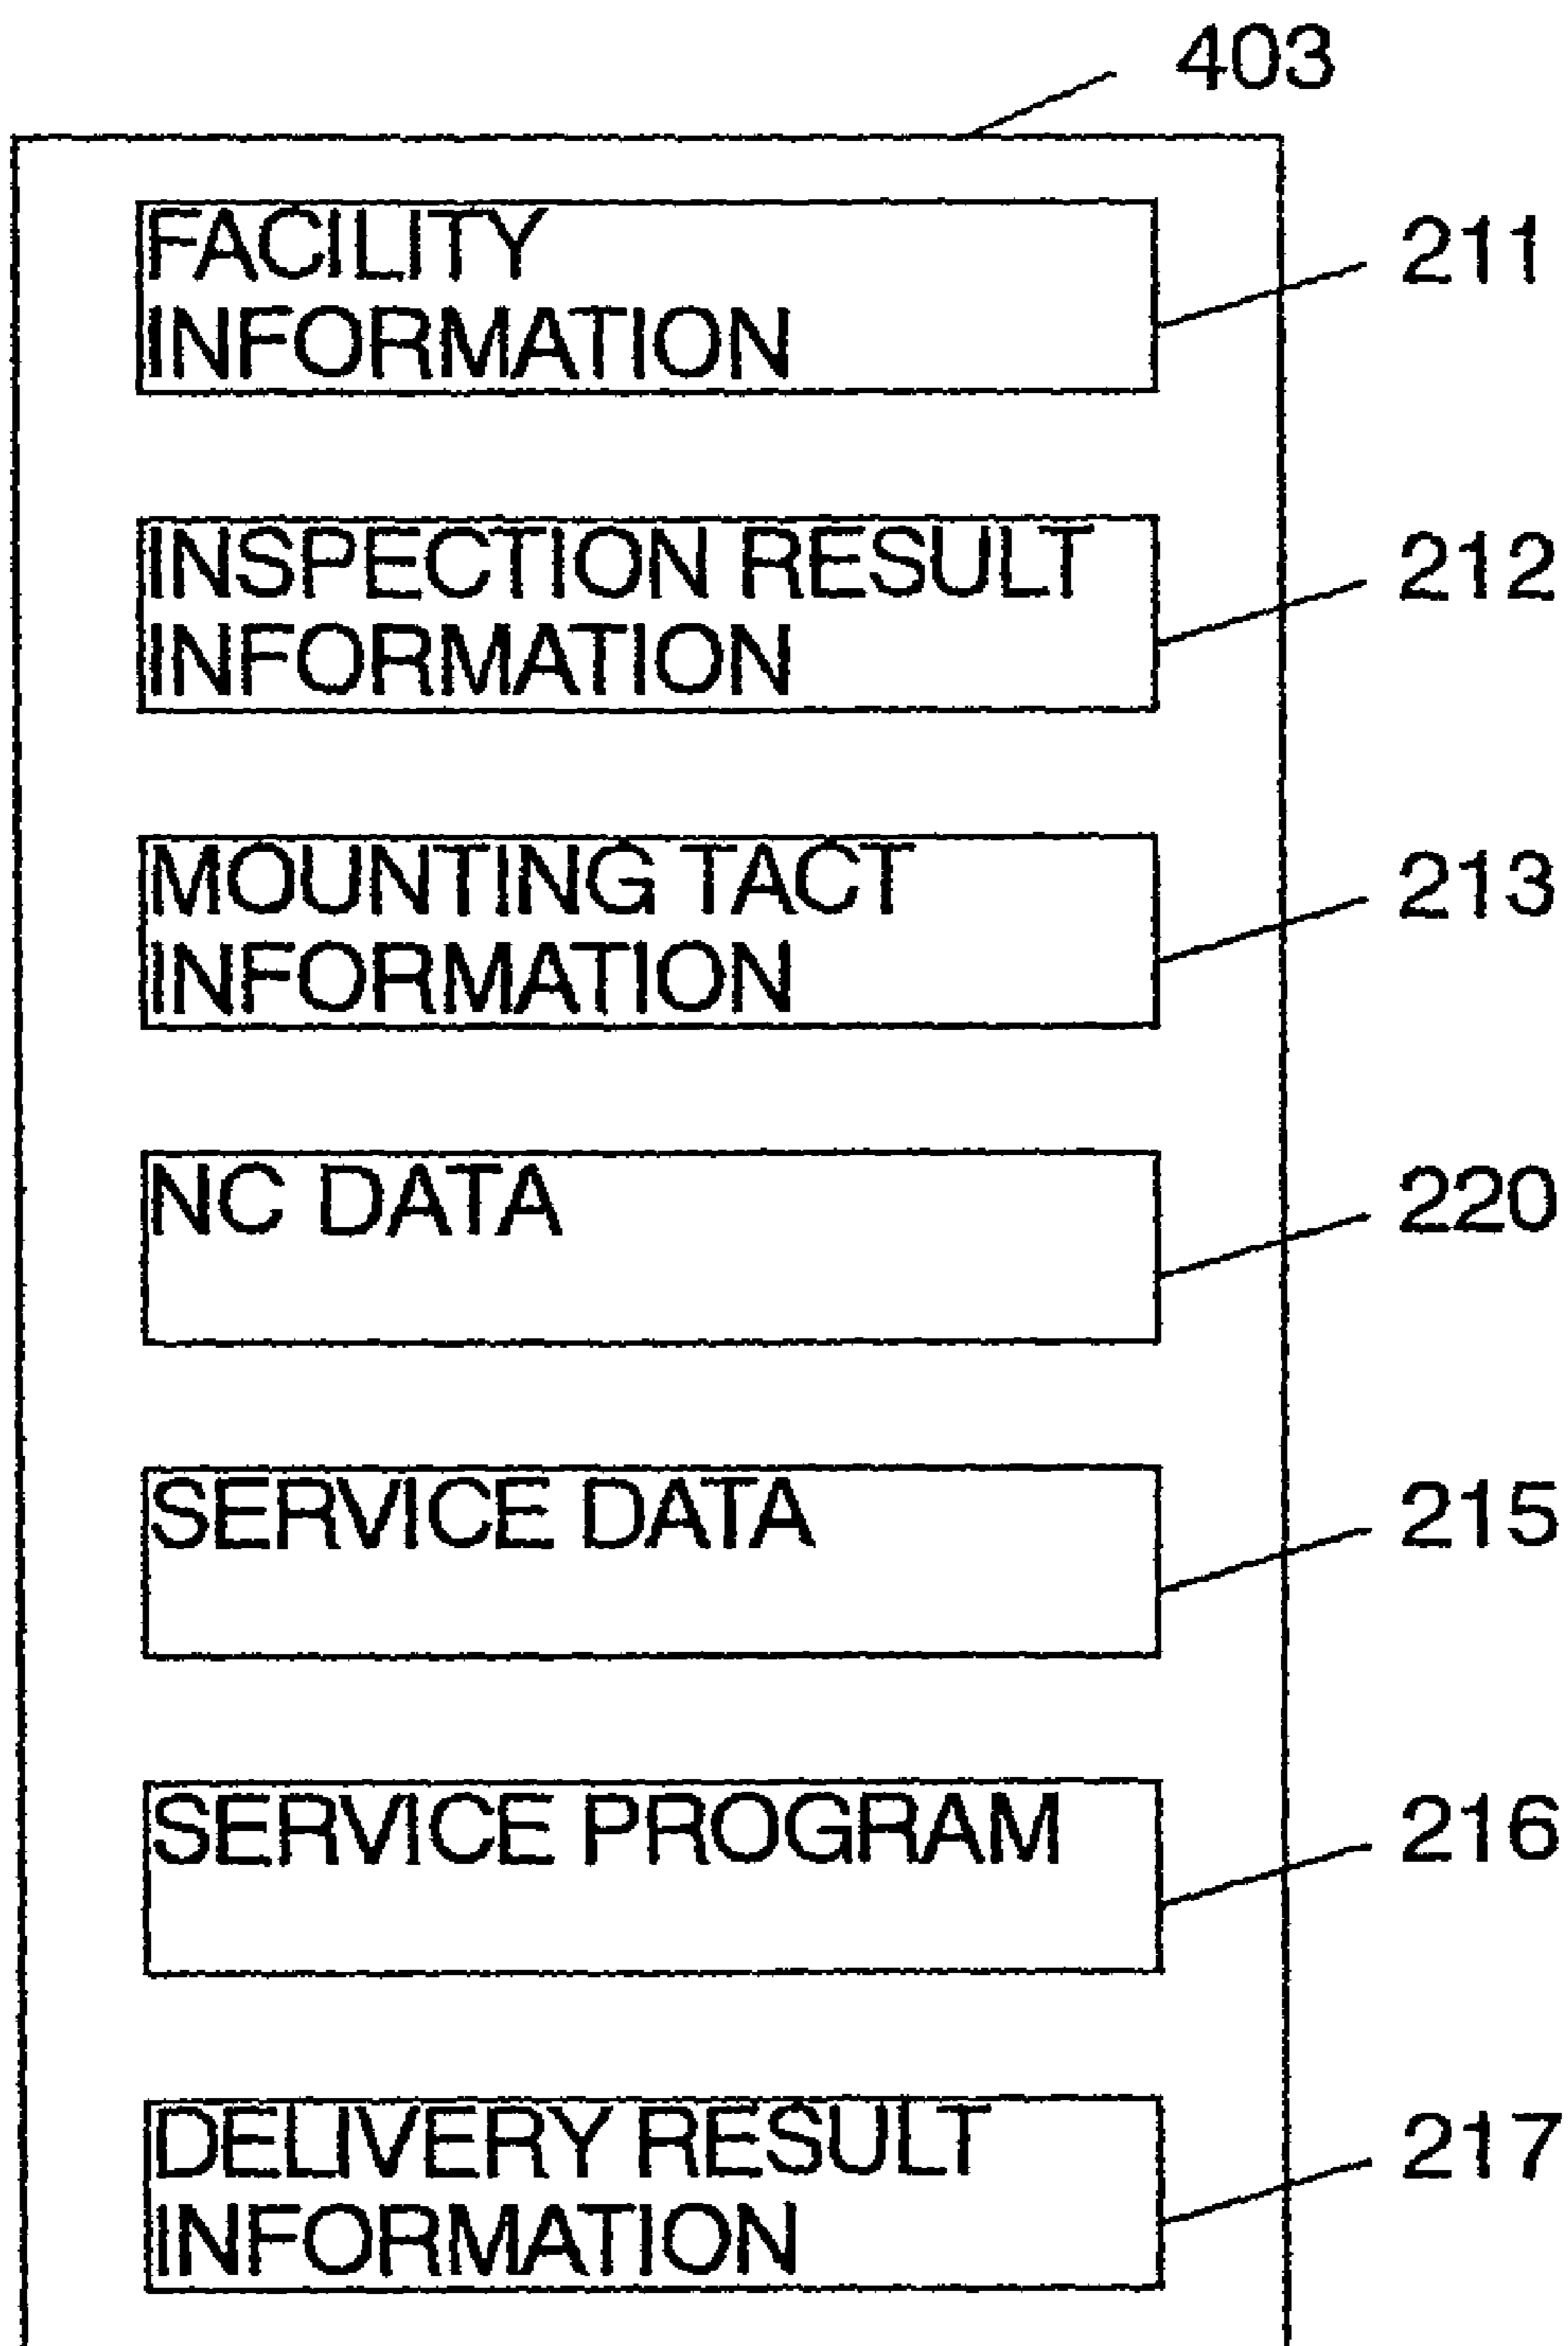 403
FACILITY
INFORMATION
211
INSPECTION RESULT
INFORMATION
212
MOUNTING TACT
INFORMATION
213
NC DATA
220
SERVICE DATA
215
SERVICE PROGRAM
216
DELIVERY RESULT
INFORMATION
217